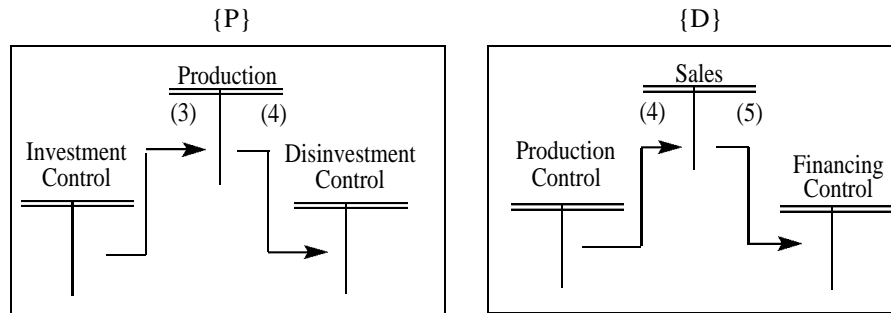 {P}
Production
(3) (4)
Investment
Control
Disinvestment
Control
{D}
Sales
(4) (5)
Production
Control
Financing
Control